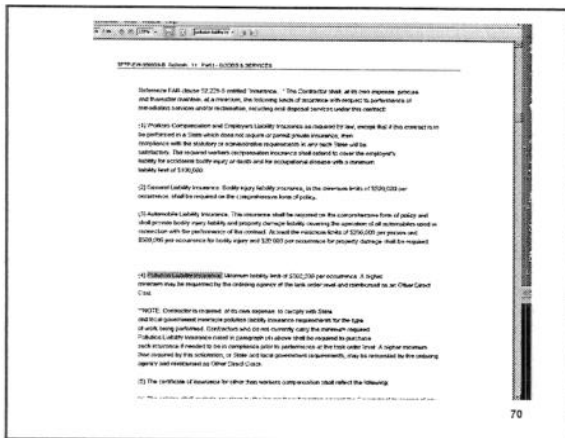 Reference FAR clause 52.228-5 entitled "Insurance." "The Contractor shall, at its own expense, procure
and thereafter maintain, at a minimum, the following kinds of insurance with respect to performance of
remediation services and/or reclamation, including and disposal services under this contract:
(1) Workers Compensation and Employers Liability Insurance as required by law, except that if this contract is to
be performed in a State which does not require or permit private insurance, then
compliance with the statutory or administrative requirements in any such State will be
satisfactory. The required workers compensation insurance shall extend to cover the employer's
liability for accidental bodily injury or death and for occupational disease with a minimum
liability limit of $100,000
(2) General Liability Insurance. Bodily injury liability insurance, in the minimum limits of $500,000 per
occurrence, shall be required on the comprehensive form of policy.
(3) Automobile Liability Insurance. This insurance shall be required on the comprehensive form of policy and
shall provide bodily injury liability and property damage liability covering the operation of all automobiles used in
connection with the performance of the contract. At least the minimum limits of $200,000 per person and
$500,000 per occurrence for bodily injury and $20,000 per occurrence for property damage shall be required.
(4) Pollution Liability Insurance. Minimum liability limit of per occurrence. A higher
minimum may be requested by the ordering agency at the task order level and reimbursed as an Other Direct
Cost.
**NOTE: Contractor is required, at its own expense, to comply with State
and local government minimum pollution liability insurance requirements for the type
of work being performed. Contractors who do not currently carry the minimum required
Pollution Liability Insurance noted in paragraph (4) above shall be required to purchase
such insurance if needed to be in compliance prior to performance at the task order level. A higher minimum
than required by this solicitation, or State and local government requirements, may be requested by the ordering
agency and reimbursed as Other Direct Costs.
(5) The certificate of insurance for other than workers compensation shall reflect the following:
70